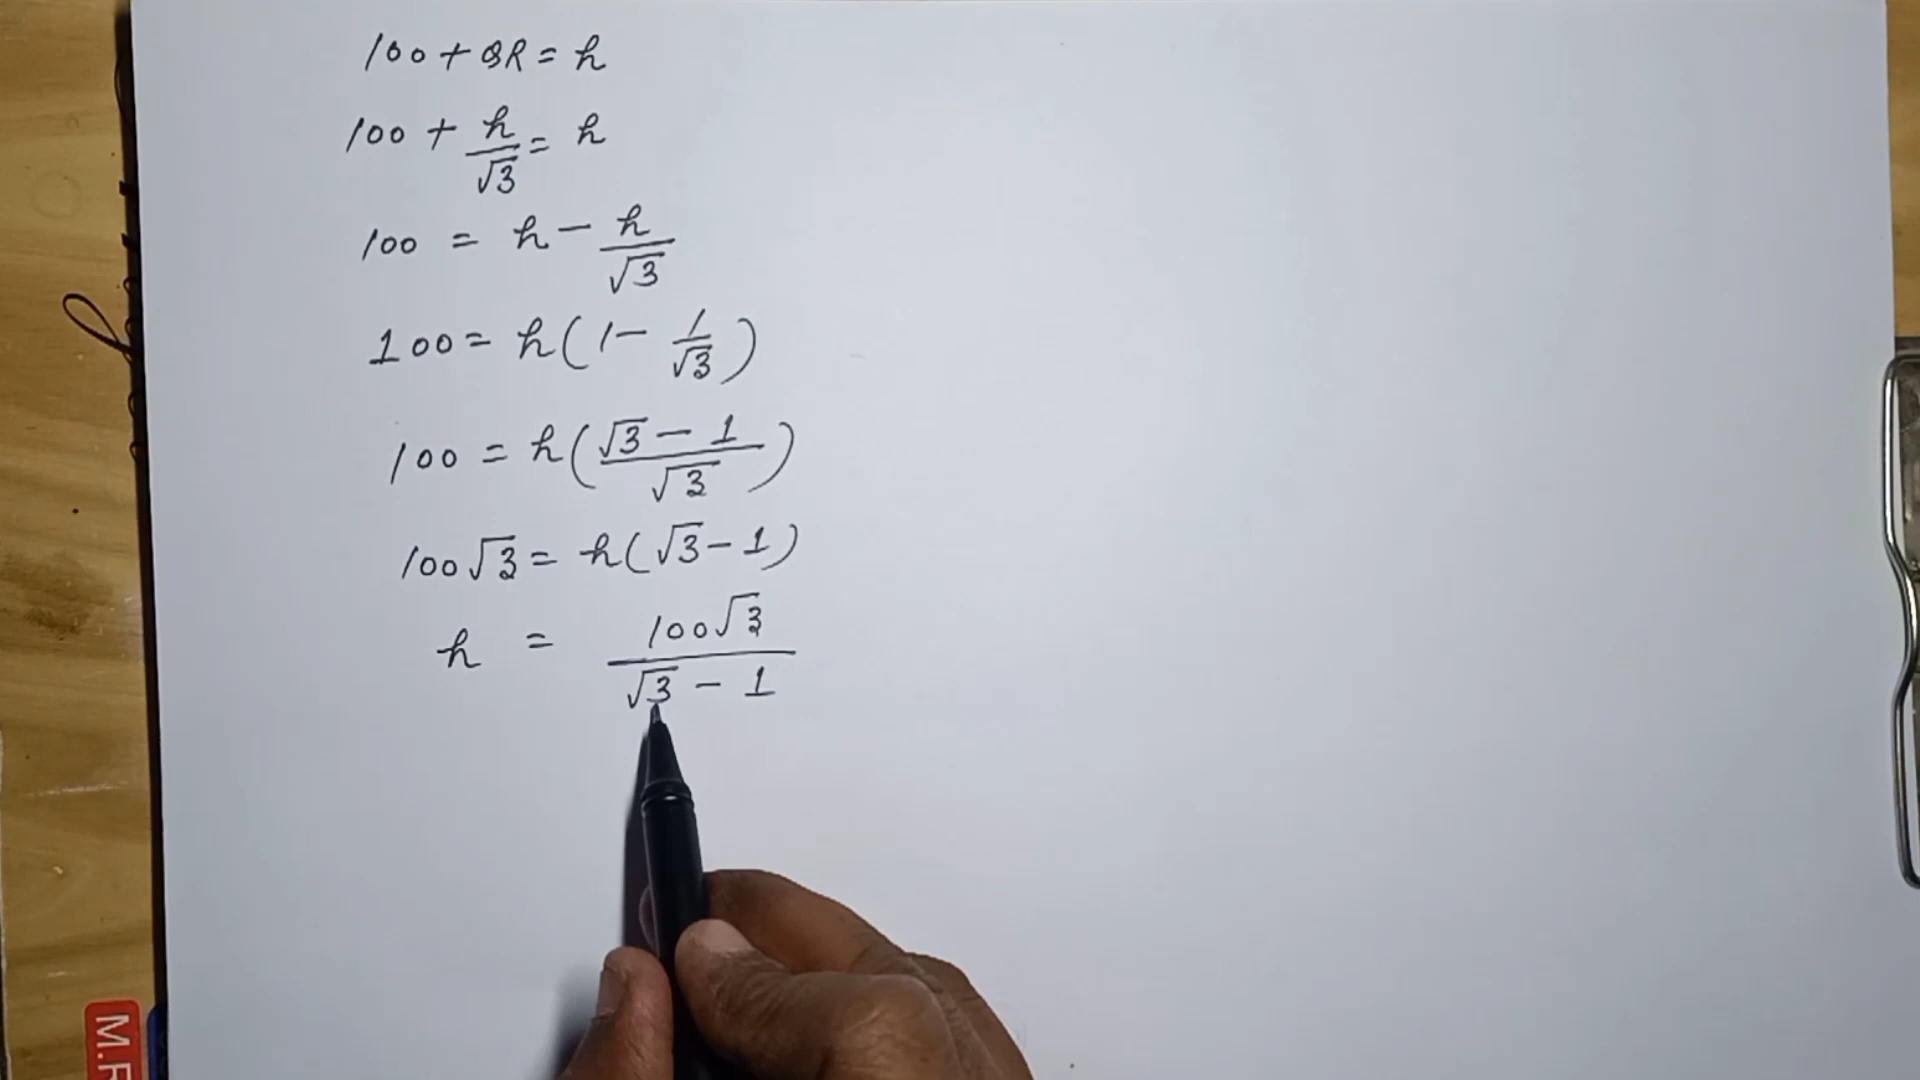 100 + QR = h
100 + h/√3 = h
100 = h - h/√3
100 = h(1 - 1/√3)
100 = h(√3 - 1/√3)
100√3 = h(√3 - 1)
h = 100√3/√3 - 1